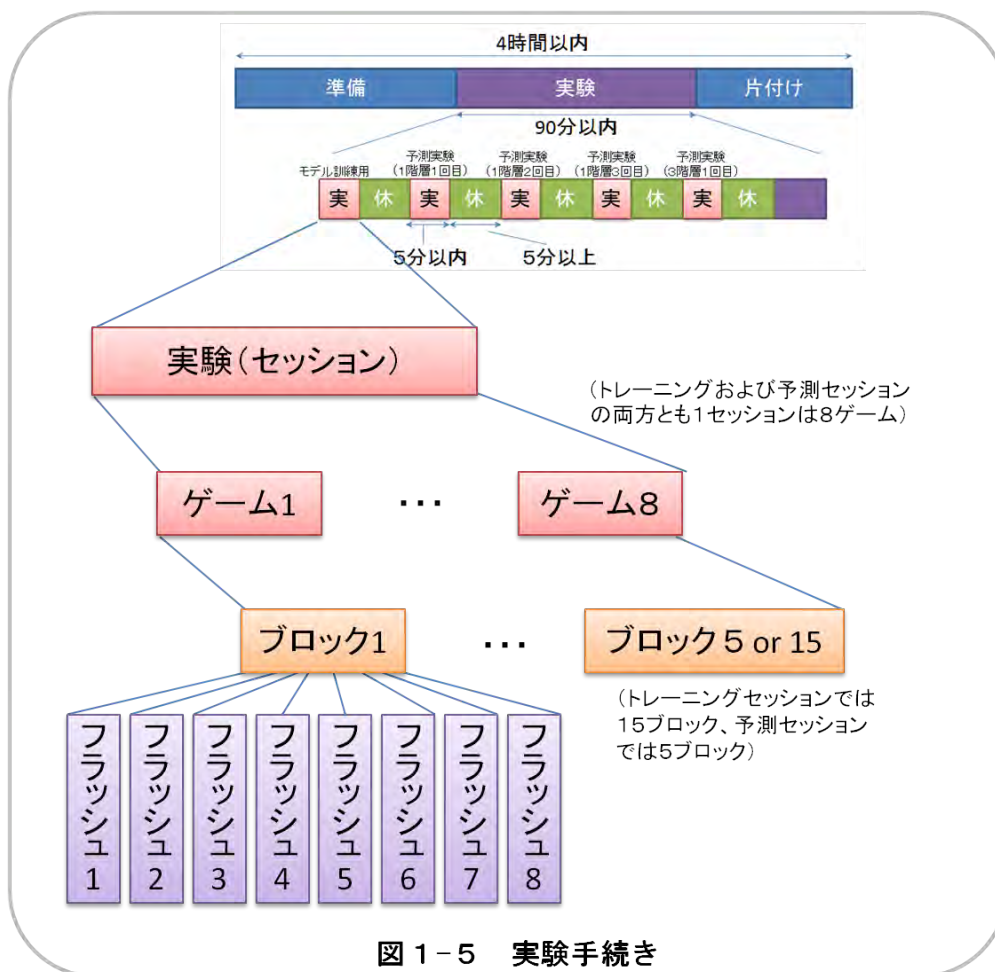 4時間以内
準備
実験
片付け
90分以内
モデル訓練用
予測実験
(1階層1回目)
予測実験
(1階層2回目)
予測実験
(1階層3回目)
予測実験
(3階層1回目)
実
休
実
休
実
休
実
休
実
休
5分以内
5分以上
実験(セッション)
(トレーニングおよび予測セッション
の両方とも1セッションは8ゲーム)
ゲーム1
・・・
ゲーム8
ブロック1
・・・
ブロック5 or 15
(トレーニングセッションでは
15ブロック、予測セッション
では5ブロック)
フラッシュ1
フラッシュ2
フラッシュ3
フラッシュ4
フラッシュ5
フラッシュ6
フラッシュ7
フラッシュ8
図1-5 実験手続き